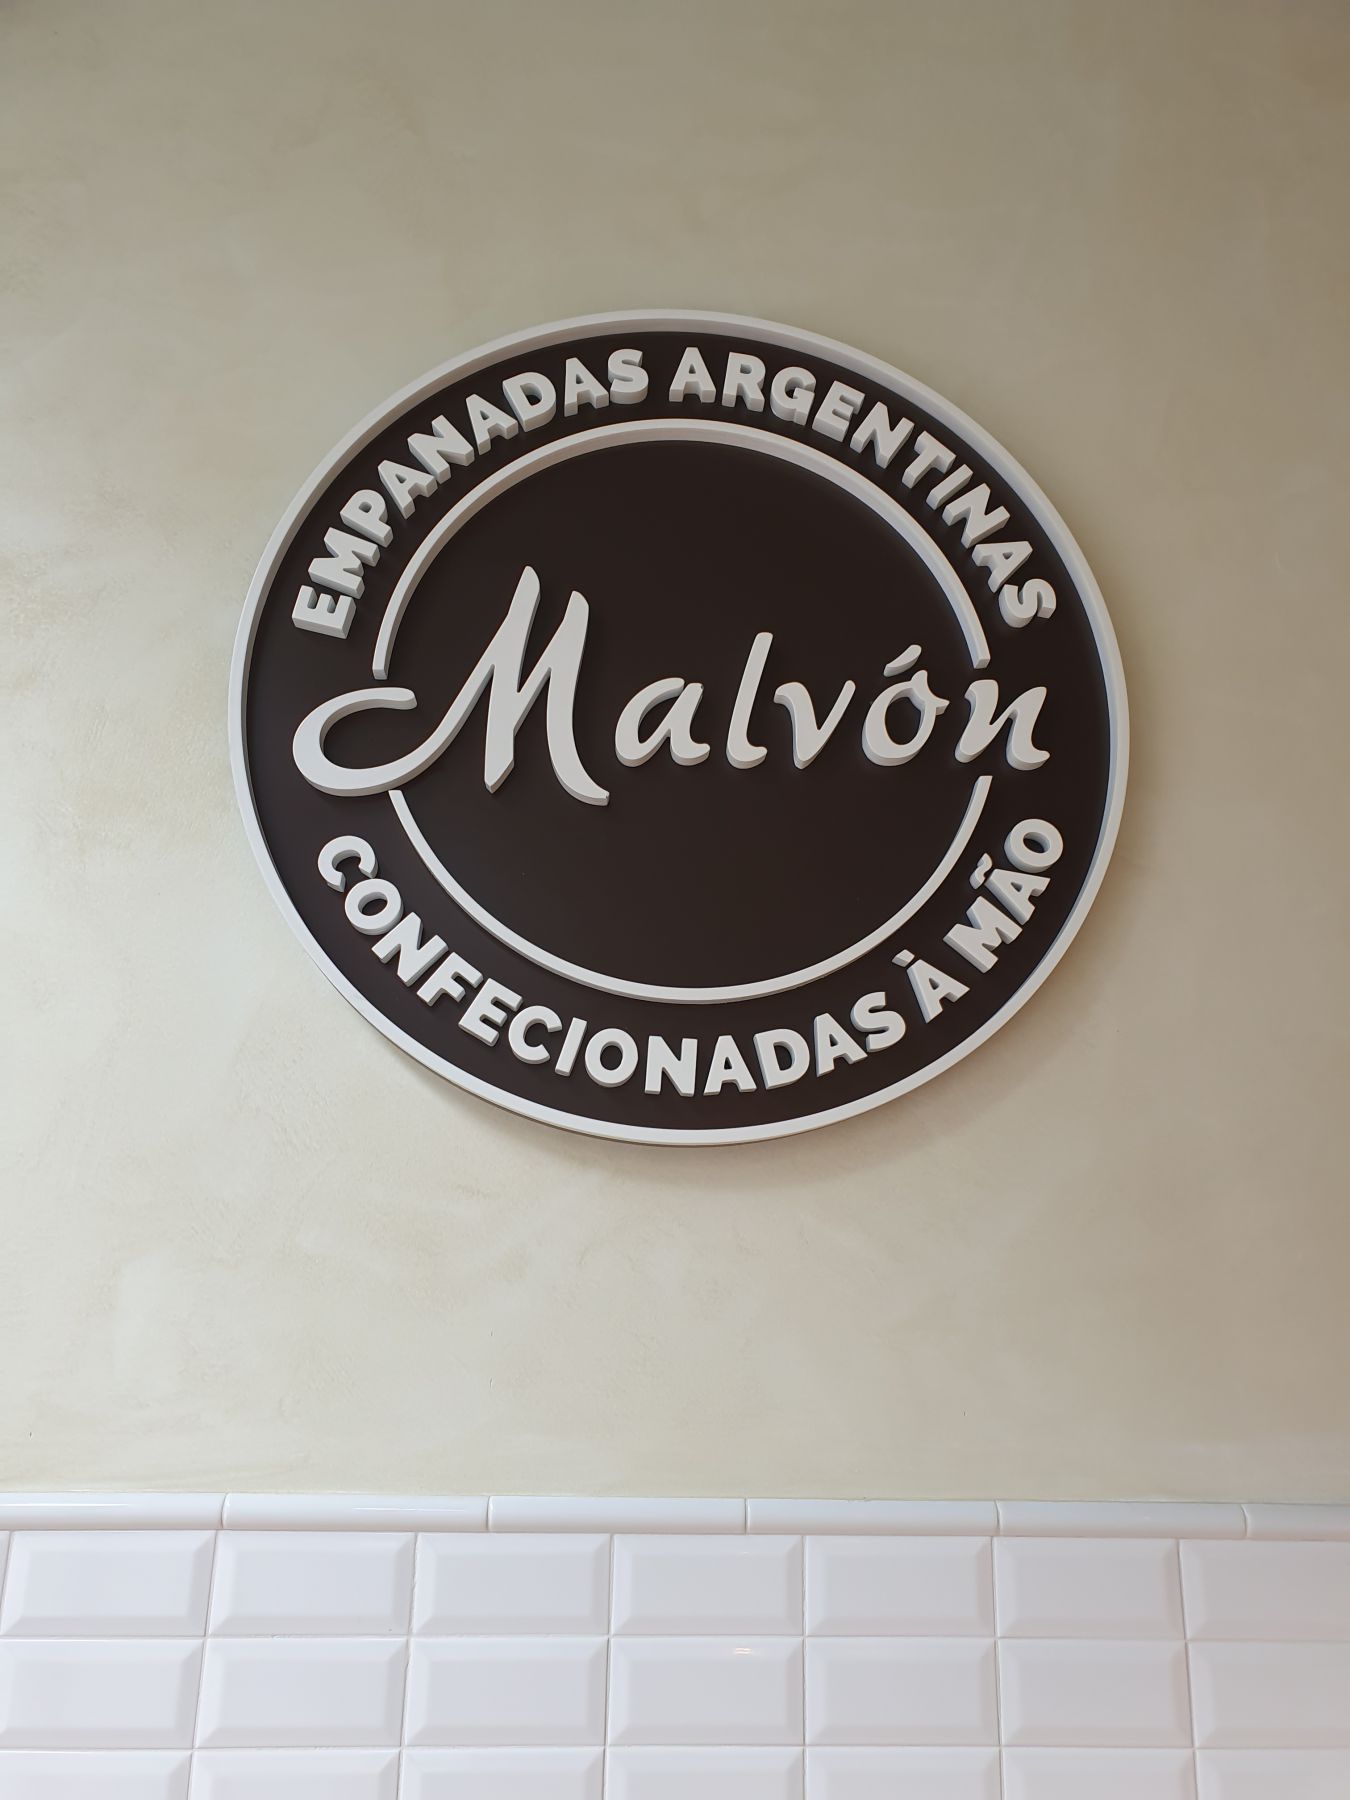 EMPANADAS ARGENTINAS
Malvón
CONFECIONADAS À MÃO